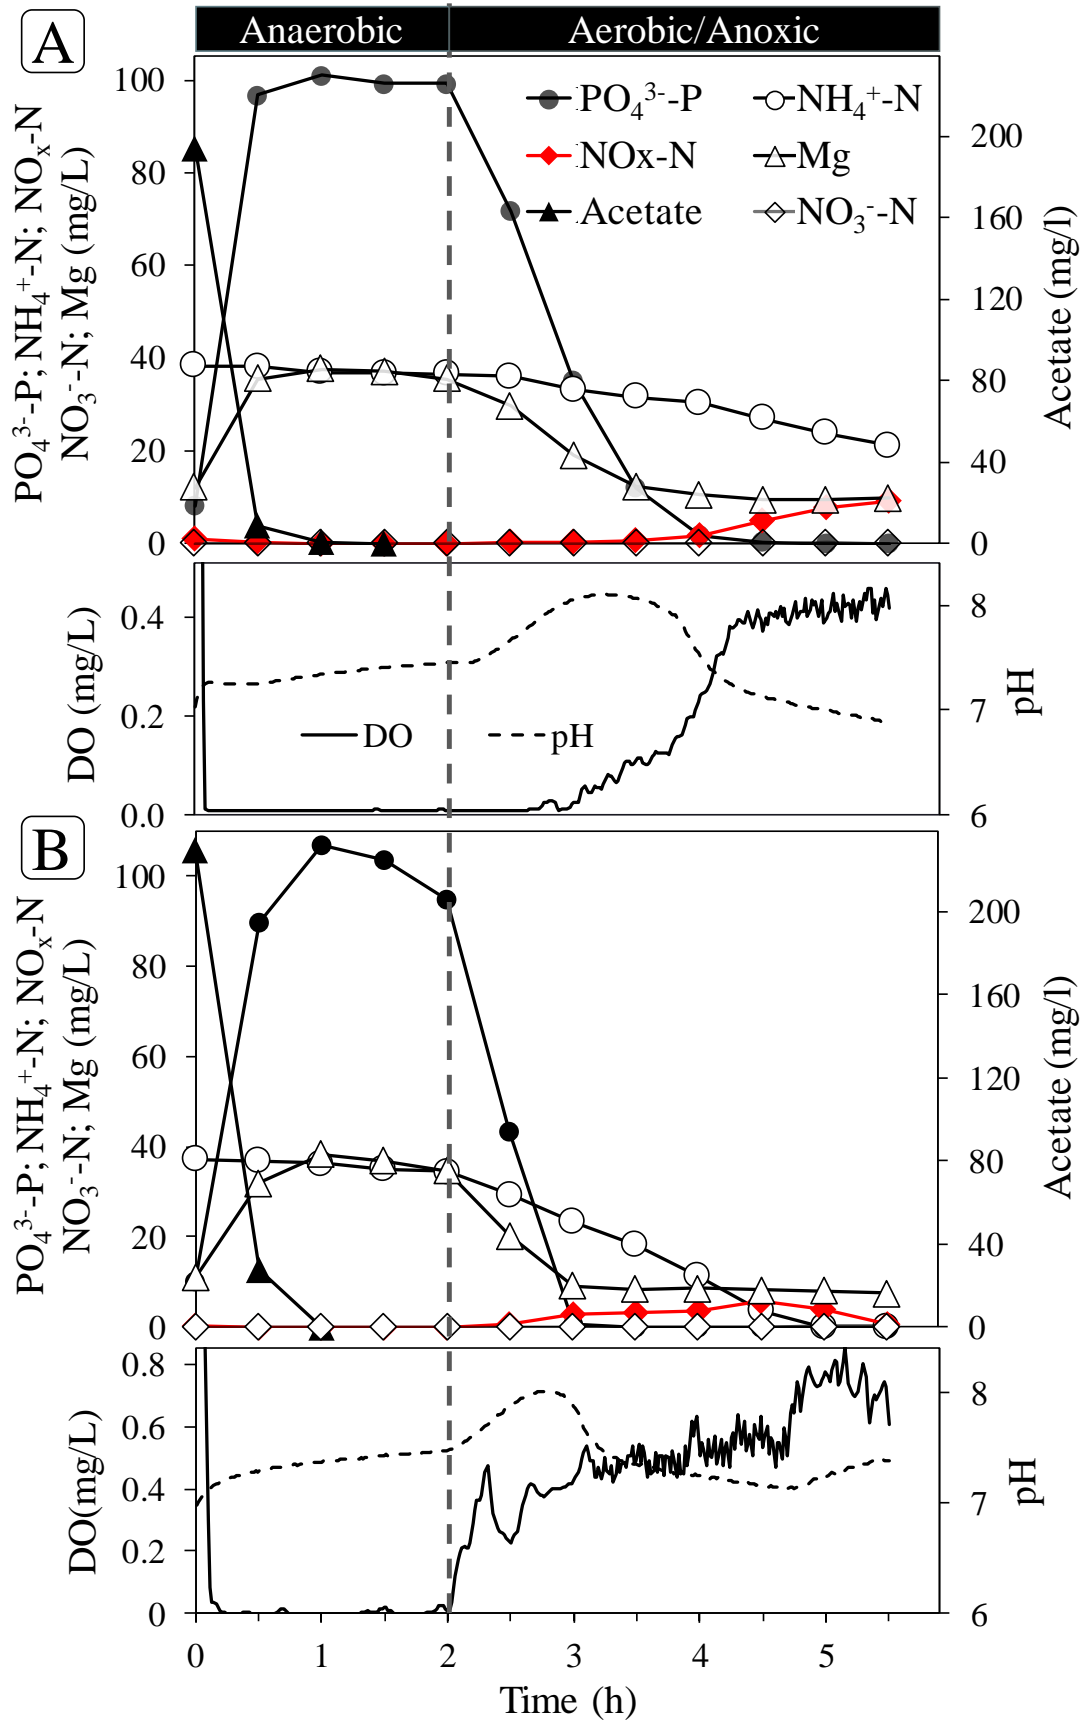 A
Anaerobic
Aerobic/Anoxic
PO₄³⁻-P; NH₄⁺-N; NOₓ-N
NO₃⁻-N; Mg (mg/L)
100
80
60
40
20
0
PO₄³⁻-P
NH₄⁺-N
NOx-N
Mg
Acetate
NO₃⁻-N
200
160
120
80
40
0
Acetate (mg/l)
DO (mg/L)
0.4
0.2
0.0
DO
pH
8
7
6
pH
B
PO₄³⁻-P; NH₄⁺-N; NOₓ-N
NO₃⁻-N; Mg (mg/L)
100
80
60
40
20
0
200
160
120
80
40
0
Acetate (mg/l)
DO(mg/L)
0.8
0.6
0.4
0.2
0
8
7
6
pH
0 1 2 3 4 5
Time (h)